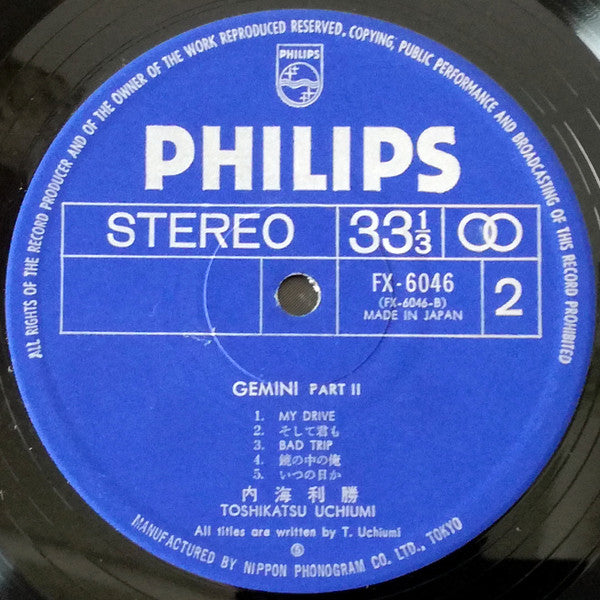 ALL RIGHTS OF THE RECORD PRODUCER AND OF THE OWNER OF THE WORK REPRODUCED RESERVED. COPYING, PUBLIC PERFORMANCE AND BROADCASTING OF THIS RECORD PROHIBITED
PHILIPS
PHILIPS
STEREO 33⅓
FX-6046
(FX-6046-B)
MADE IN JAPAN
2
GEMINI PART II
1. MY DRIVE
2. そして君も
3. BAD TRIP
4.鏡の中の俺
5. いつの日か
内海利勝
TOSHIKATSU UCHIUMI
All titles are written by T. Uchiumi
MANUFACTURED BY NIPPON PHONOGRAM CO. LTD., TOKYO